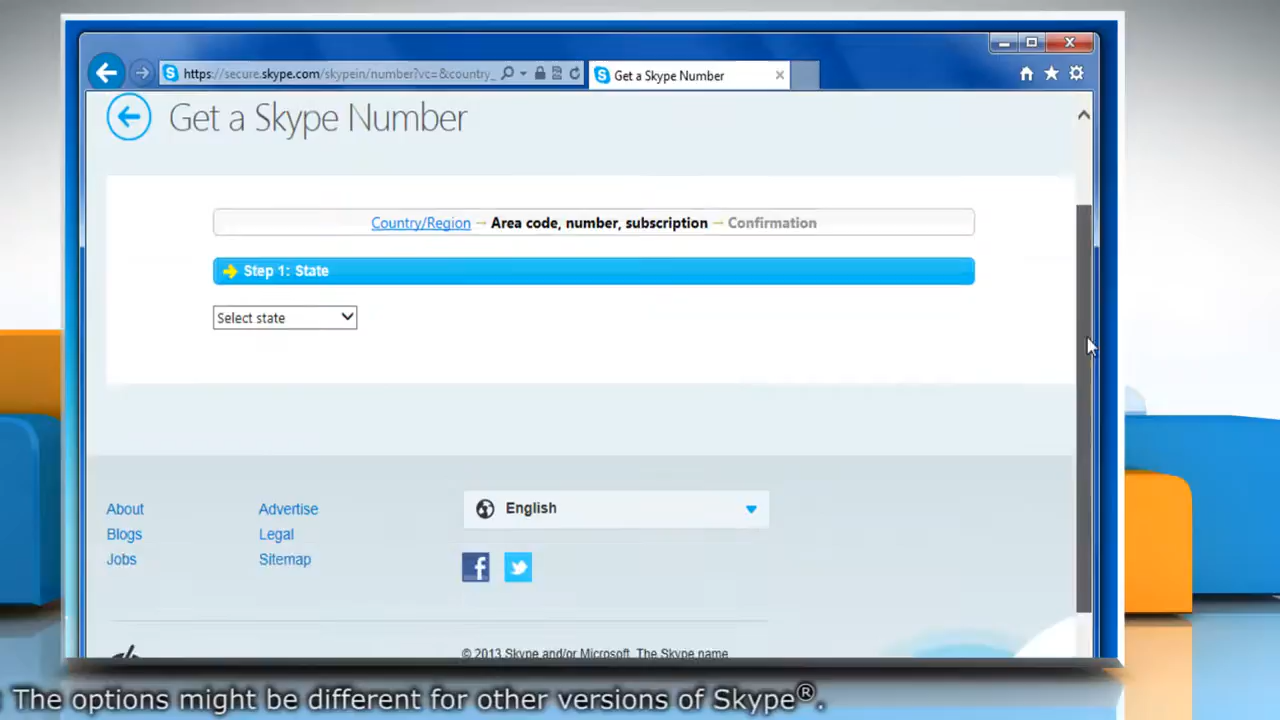 https://secure.skype.com/skypein/number?vc=&country_
Get a Skype Number
Get a Skype Number
Country/Region – Area code, number, subscription – Confirmation
Step 1: State
Select state
About
Advertise
English
Blogs
Legal
Jobs
Sitemap
© 2013 Skype and/or Microsoft. The Skype name
The options might be different for other versions of Skype®.